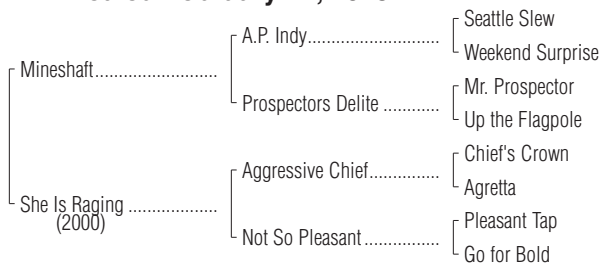 Seattle Slew
A.P. Indy
Weekend Surprise
Mineshaft
Mr. Prospector
Prospectors Delite
Up the Flagpole
Chief's Crown
Aggressive Chief
Agretta
She Is Raging
(2000)
Pleasant Tap
Not So Pleasant
Go for Bold